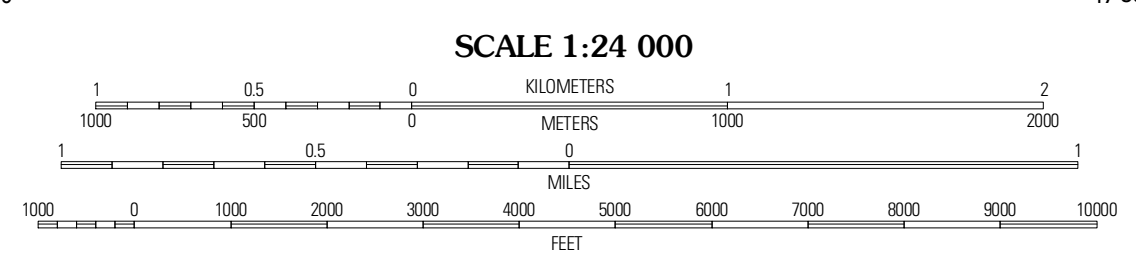 SCALE 1:24 000
1 0.5 0 KILOMETERS 1 2
1000 500 0 METERS 1000 2000
1 0.5 0 1
MILES
1000 0 1000 2000 3000 4000 5000 6000 7000 8000 9000 10000
FEET